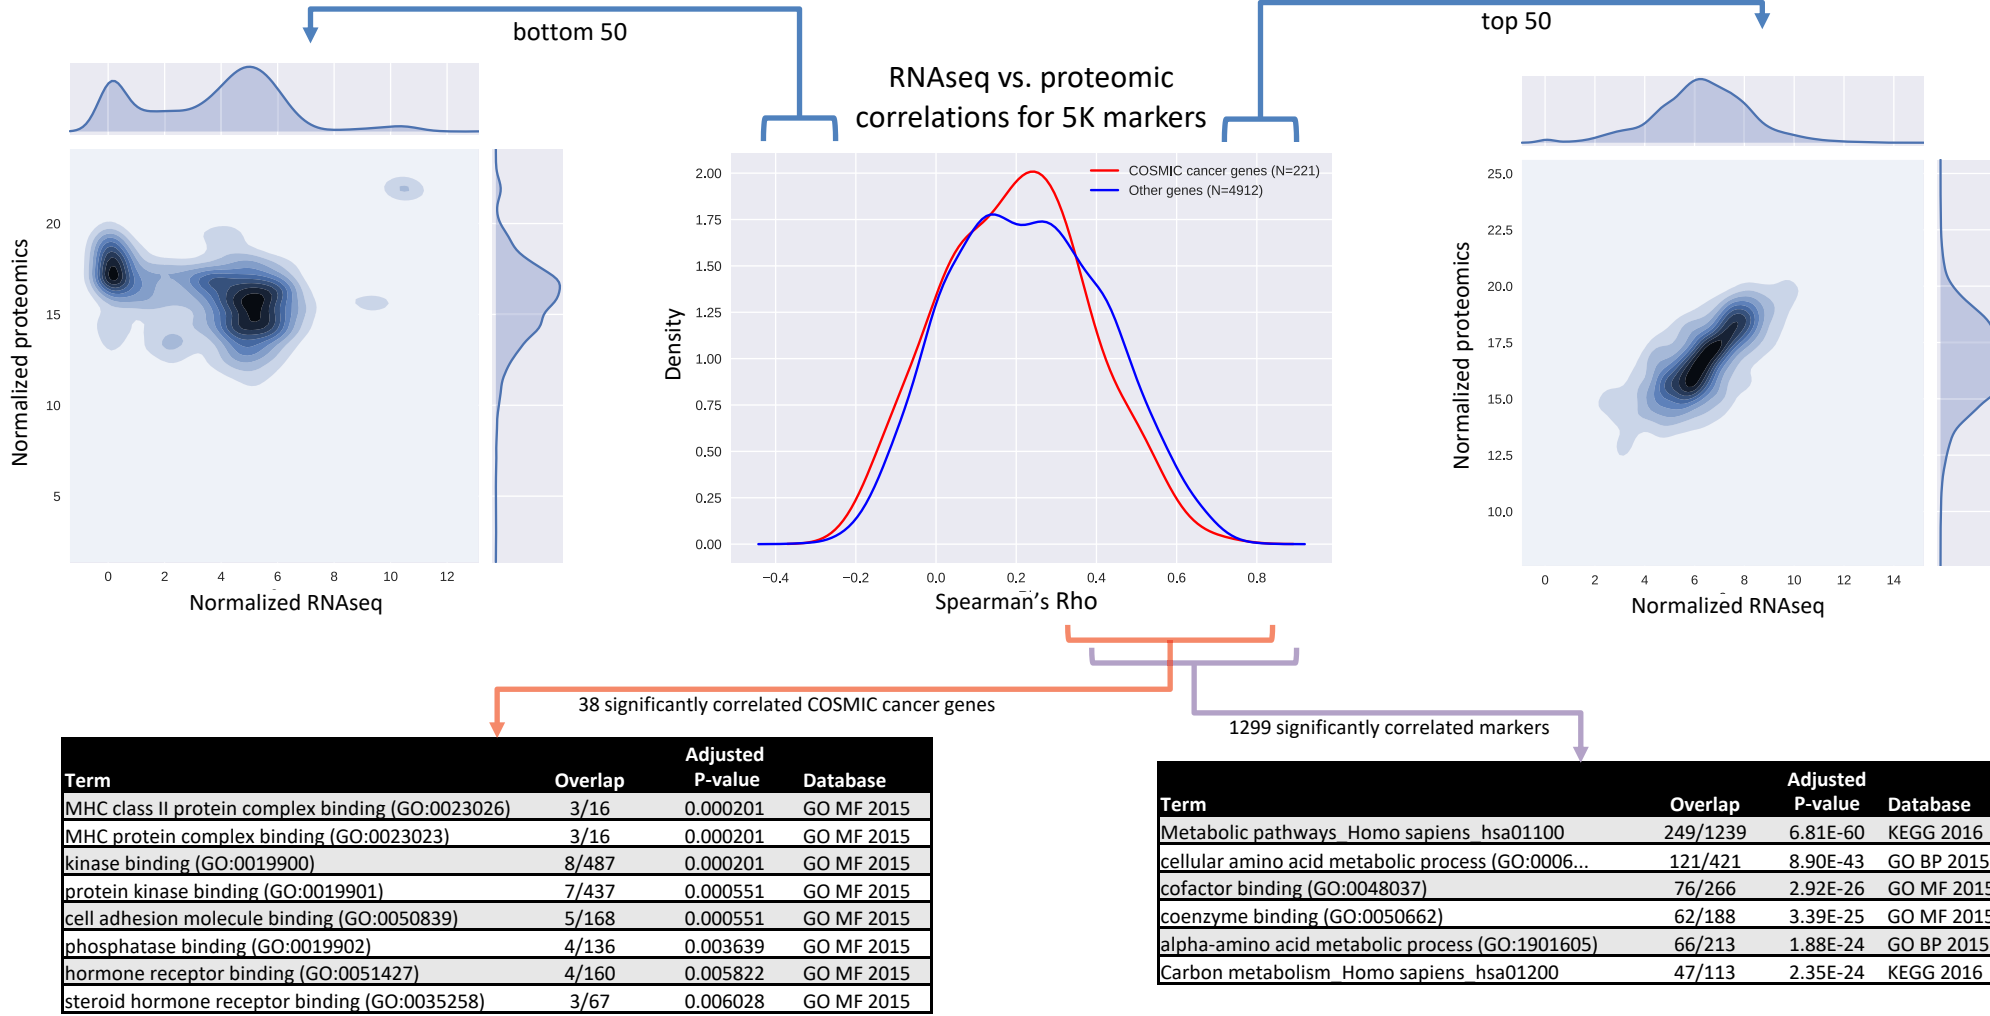 bottom 50
top 50
RNAseq vs. proteomic
correlations for 5K markers
Normalized proteomics
20
15
10
5
0 2 4 6 8 10 12
Normalized RNAseq
COSMIC cancer genes (N=221)
Other genes (N=4912)
Density
2.00
1.75
1.50
1.25
1.00
0.75
0.50
0.25
0.00
−0.4 −0.2 0.0 0.2 0.4 0.6 0.8
Spearman's Rho
Normalized proteomics
25.0
22.5
20.0
17.5
15.0
12.5
10.0
0 2 4 6 8 10 12 14
Normalized RNAseq
38 significantly correlated COSMIC cancer genes
1299 significantly correlated markers
Term Overlap Adjusted P-value Database
MHC class II protein complex binding (GO:0023026) 3/16 0.000201 GO MF 2015
MHC protein complex binding (GO:0023023) 3/16 0.000201 GO MF 2015
kinase binding (GO:0019900) 8/487 0.000201 GO MF 2015
protein kinase binding (GO:0019901) 7/437 0.000551 GO MF 2015
cell adhesion molecule binding (GO:0050839) 5/168 0.000551 GO MF 2015
phosphatase binding (GO:0019902) 4/136 0.003639 GO MF 2015
hormone receptor binding (GO:0051427) 4/160 0.005822 GO MF 2015
steroid hormone receptor binding (GO:0035258) 3/67 0.006028 GO MF 2015
Term Overlap Adjusted P-value Database
Metabolic pathways_Homo sapiens_hsa01100 249/1239 6.81E-60 KEGG 2016
cellular amino acid metabolic process (GO:0006... 121/421 8.90E-43 GO BP 2015
cofactor binding (GO:0048037) 76/266 2.92E-26 GO MF 2015
coenzyme binding (GO:0050662) 62/188 3.39E-25 GO MF 2015
alpha-amino acid metabolic process (GO:1901605) 66/213 1.88E-24 GO BP 2015
Carbon metabolism_Homo sapiens_hsa01200 47/113 2.35E-24 KEGG 2016